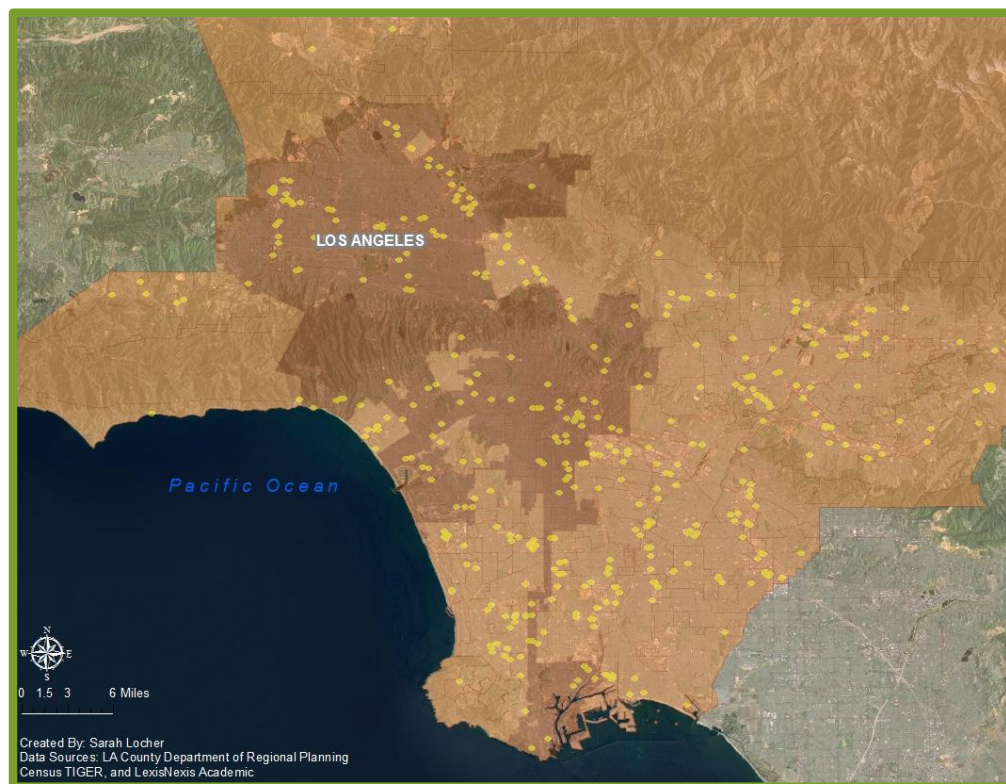 LOS ANGELES
Pacific Ocean
N
W E
S
0 1.5 3 6 Miles
Created By: Sarah Locher
Data Sources: LA County Department of Regional Planning
Census TIGER, and LexisNexis Academic